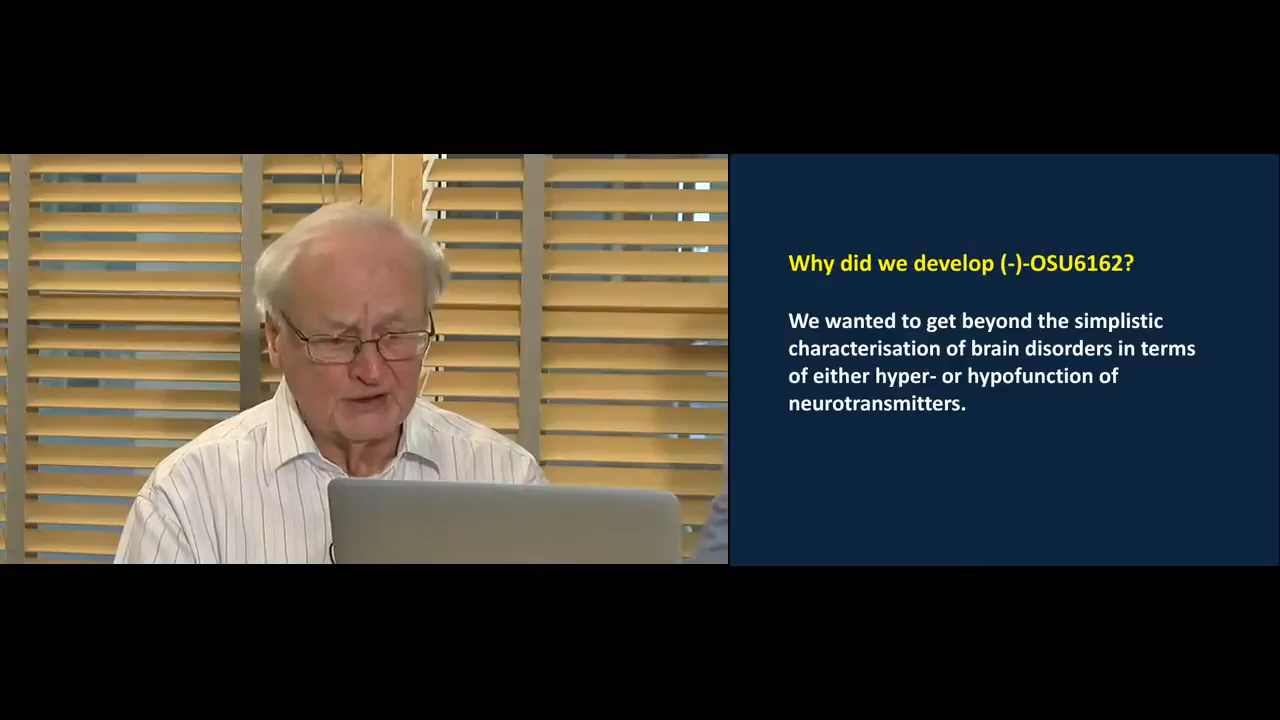 Why did we develop (-)-OSU6162?
We wanted to get beyond the simplistic
characterisation of brain disorders in terms
of either hyper- or hypofunction of
neurotransmitters.